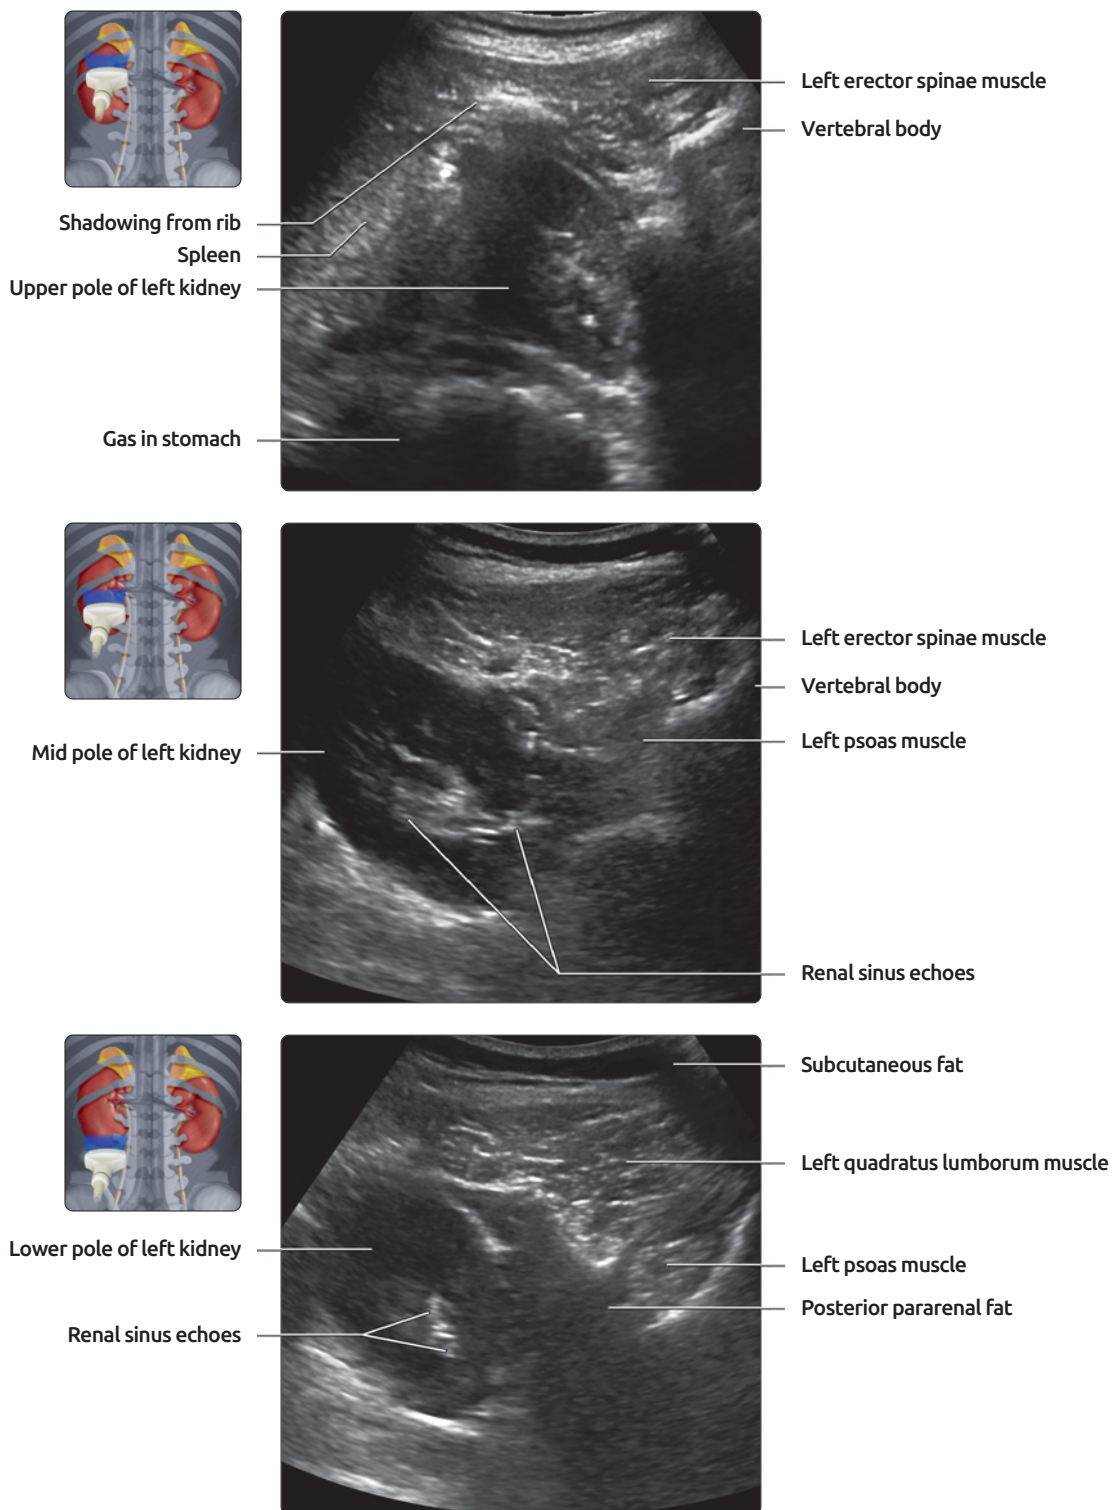 Left erector spinae muscle
Vertebral body
Shadowing from rib
Spleen
Upper pole of left kidney
Gas in stomach
Left erector spinae muscle
Vertebral body
Mid pole of left kidney
Left psoas muscle
Renal sinus echoes
Subcutaneous fat
Left quadratus lumborum muscle
Lower pole of left kidney
Left psoas muscle
Posterior pararenal fat
Renal sinus echoes